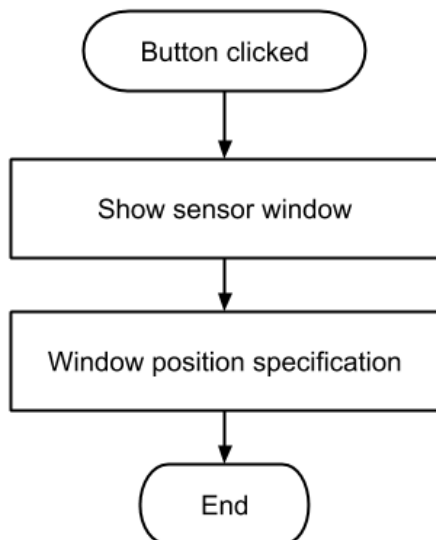 Button clicked
Show sensor window
Window position specification
End